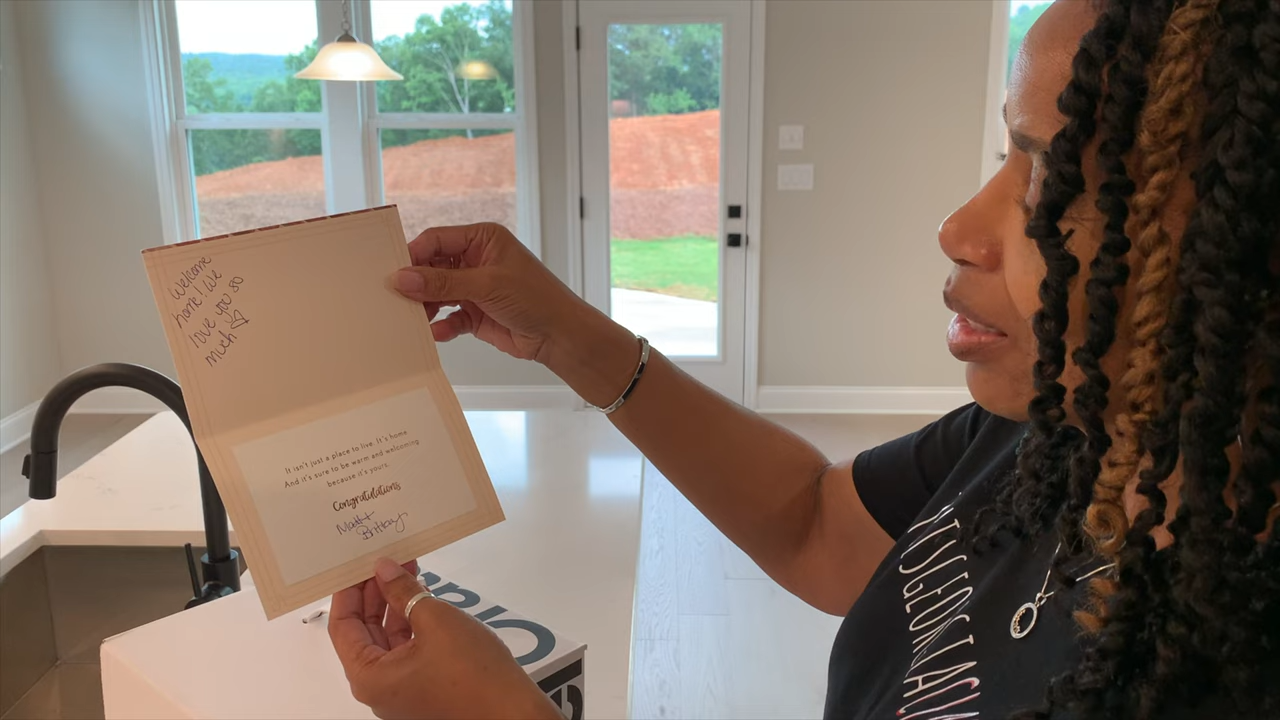 Welcome
home! We
love you so
much
It isn't just a place to live. It's home
And it's sure to be warm and welcoming
because it's yours.
Congratulations
Matt +
Brittany